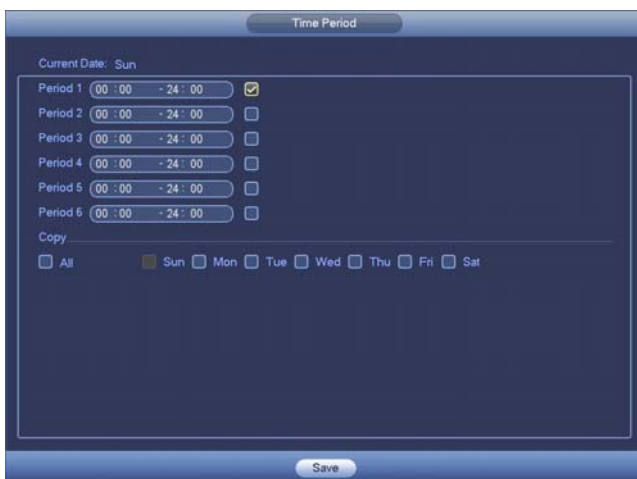 Time Period
Current Date: Sun
Period 1 00 : 00 - 24 : 00
Period 2 00 : 00 - 24 : 00
Period 3 00 : 00 - 24 : 00
Period 4 00 : 00 - 24 : 00
Period 5 00 : 00 - 24 : 00
Period 6 00 : 00 - 24 : 00
Copy
All Sun Mon Tue Wed Thu Fri Sat
Save